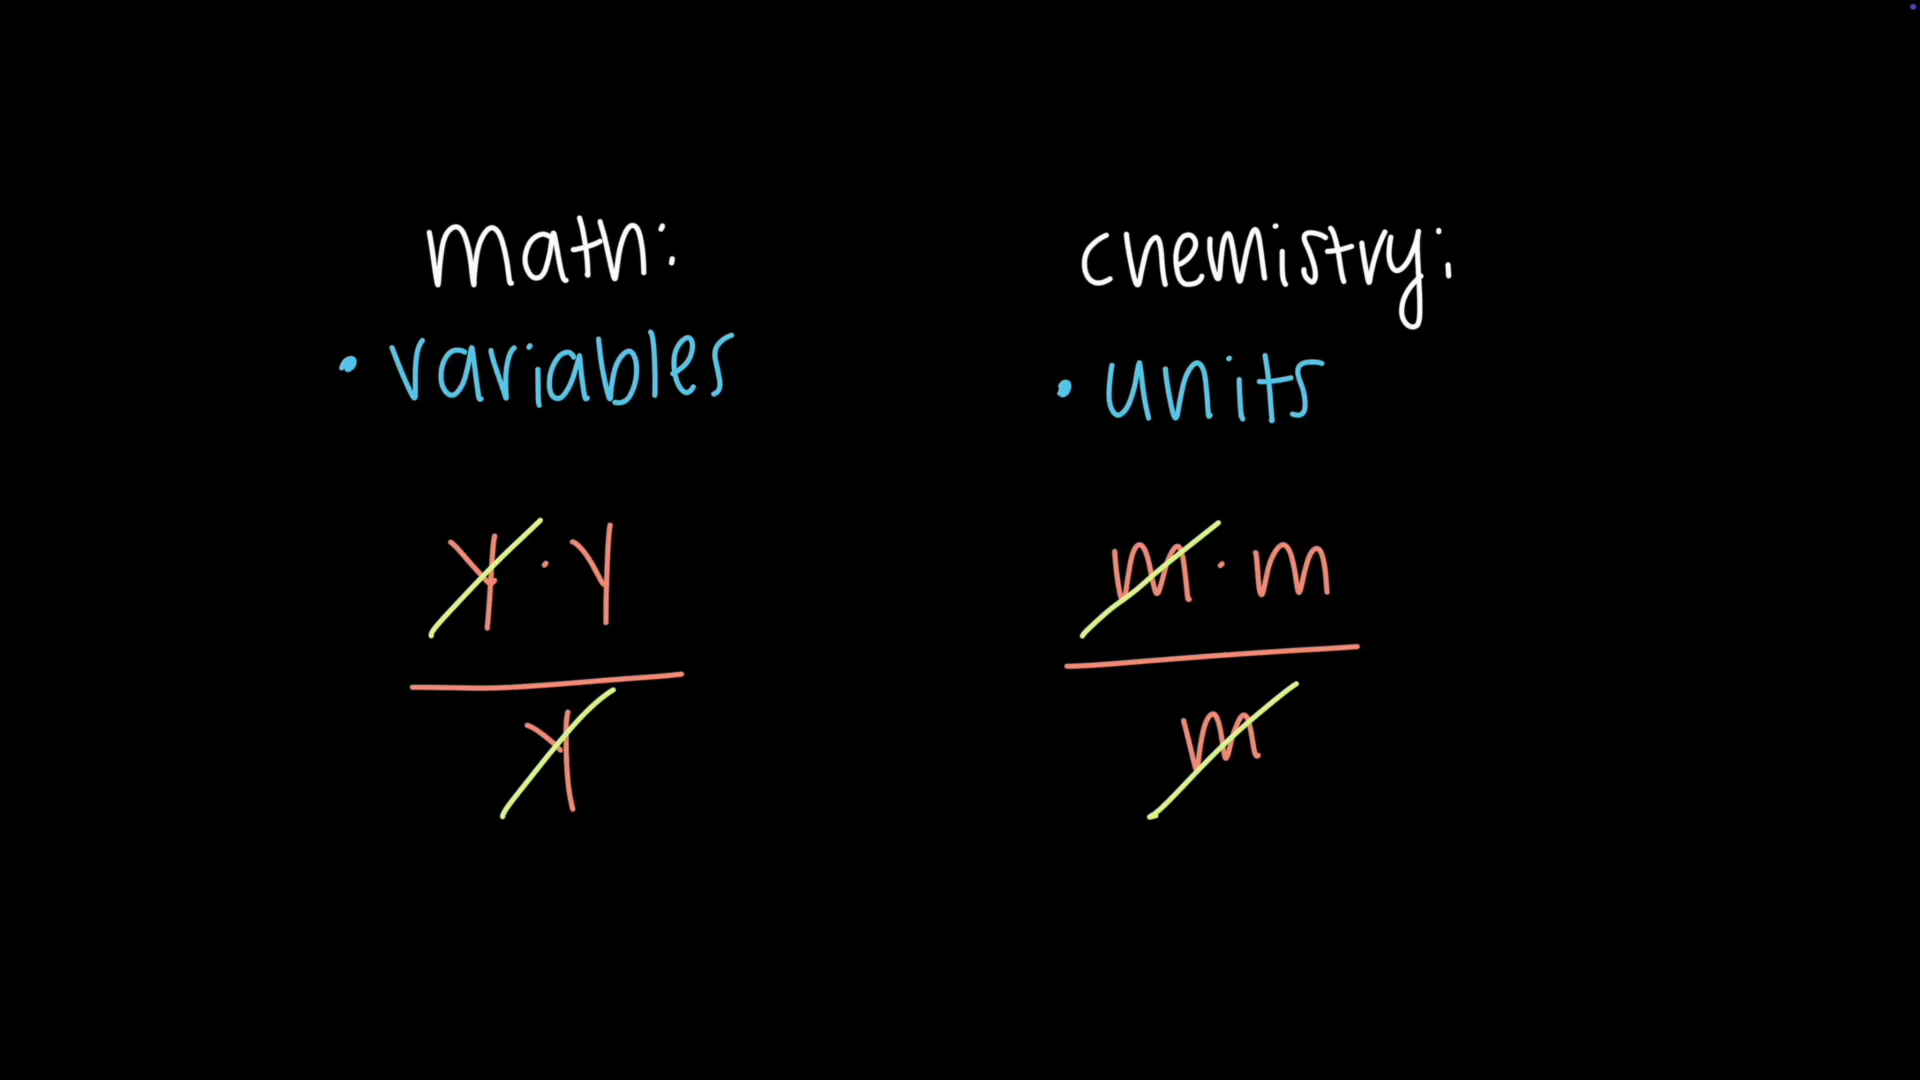 math:
• variables
y · y
y
chemistry:
• units
m · m
m